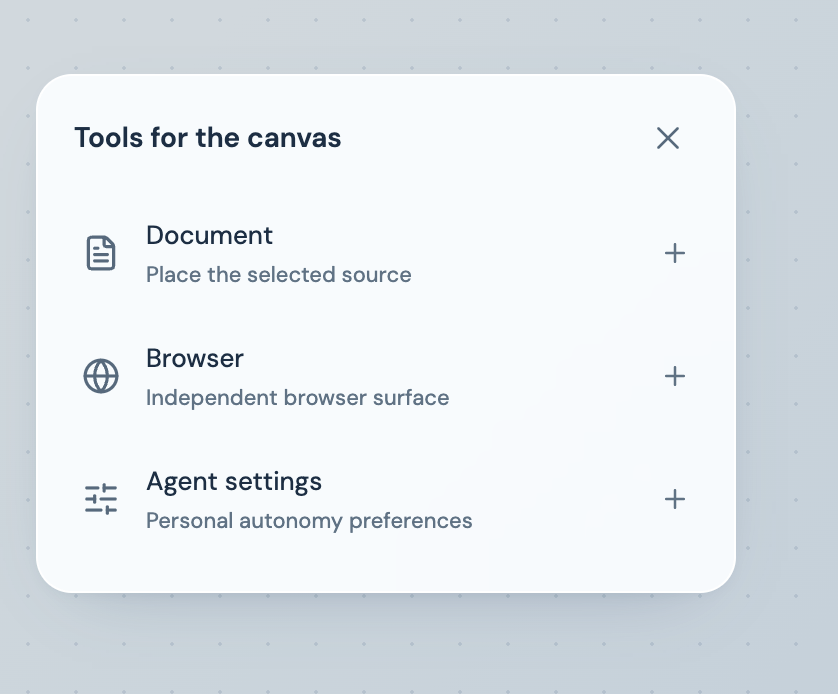 Tools for the canvas
Document
Place the selected source
Browser
Independent browser surface
Agent settings
Personal autonomy preferences